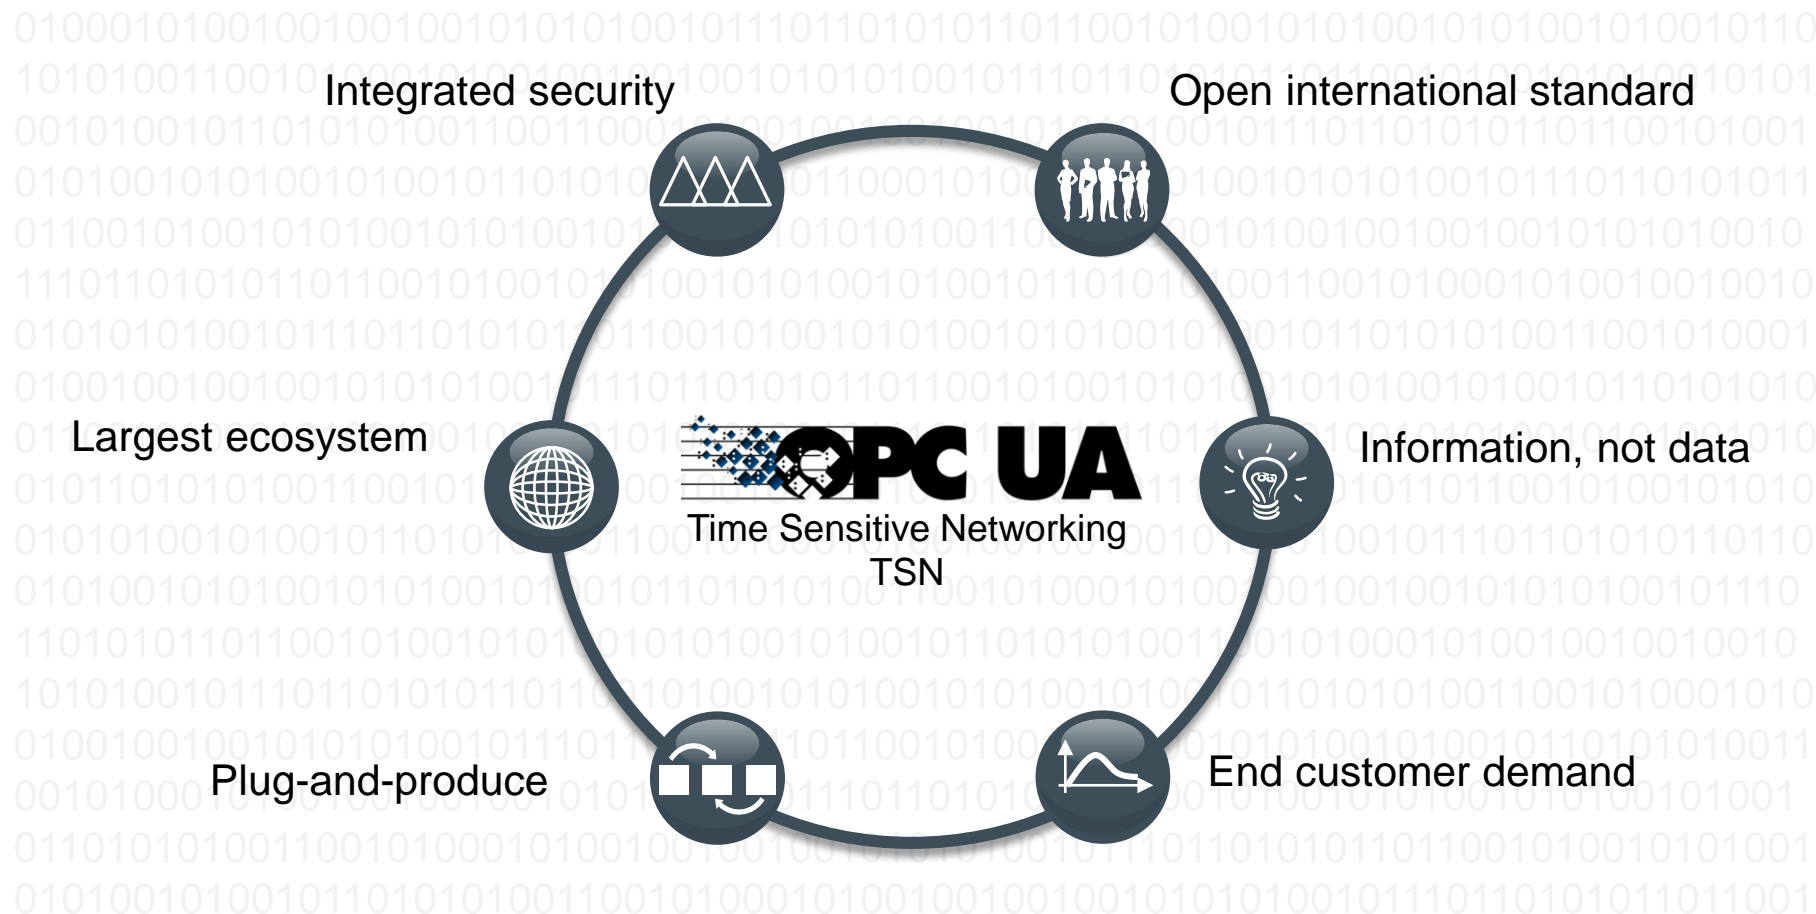 Integrated security
Open international standard
Largest ecosystem
OPC UA
Time Sensitive Networking
TSN
Information, not data
Plug-and-produce
End customer demand